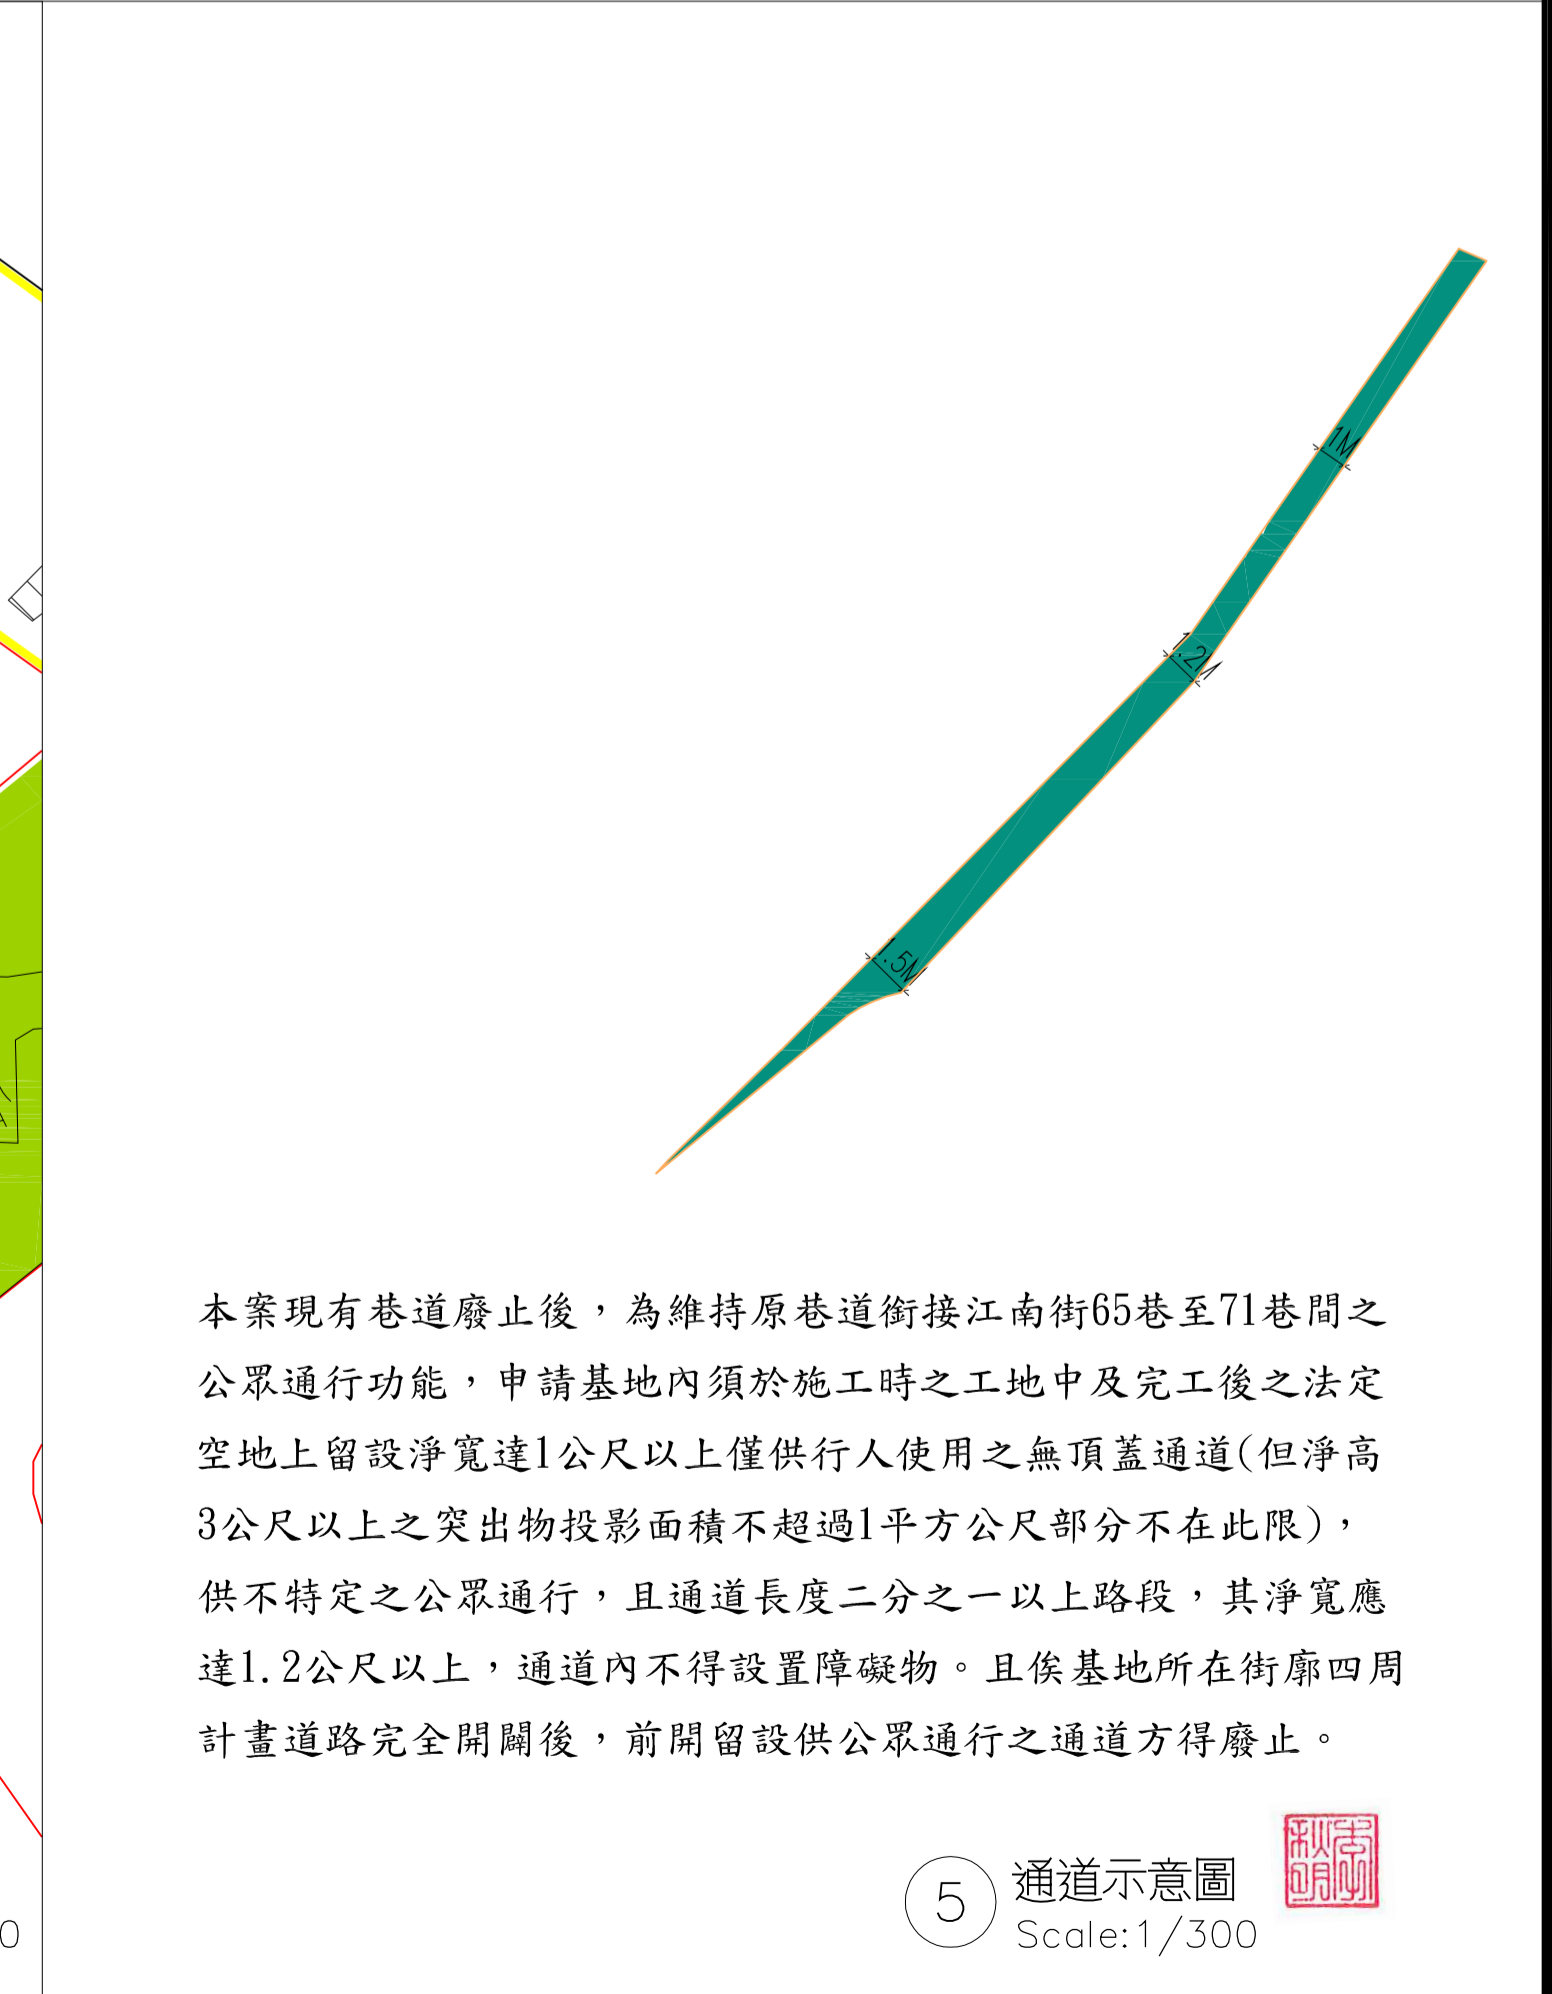 1M
1.2M
1.5M
本案現有巷道廢止後，為維持原巷道銜接江南街65巷至71巷間之
公眾通行功能，申請基地內須於施工時之工地中及完工後之法定
空地上留設淨寬達1公尺以上僅供行人使用之無頂蓋通道(但淨高
3公尺以上之突出物投影面積不超過1平方公尺部分不在此限)，
供不特定之公眾通行，且通道長度二分之一以上路段，其淨寬應
達1.2公尺以上，通道內不得設置障礙物。且俟基地所在街廓四周
計畫道路完全開闢後，前開留設供公眾通行之通道方得廢止。
5
通道示意圖
Scale:1/300
0